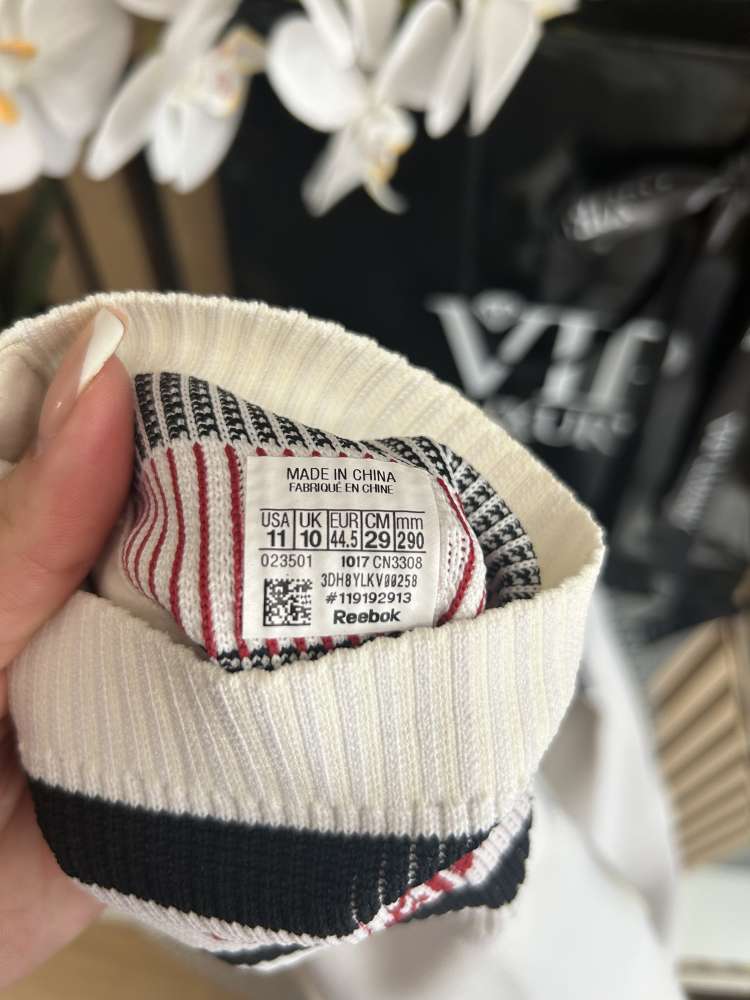 VIP
MADE IN CHINA
FABRIQUÉ EN CHINE
USA UK EUR CM mm
11 10 44.5 29 290
023501 1017 CN3308
3DH8YLKV00258
#119192913
Reebok